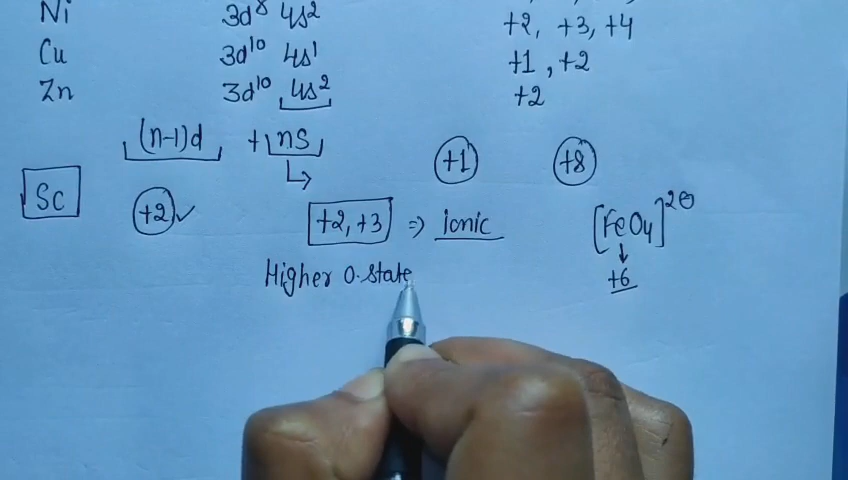 Ni 3d⁸ 4s² +2, +3, +4
Cu 3d¹⁰ 4s¹ +1, +2
Zn 3d¹⁰ 4s² +2
(n-1)d + ns +1 +8
Sc +2 ✓ +2, +3 ⇒ ionic [FeO₄]²⊖
Higher O. State +6